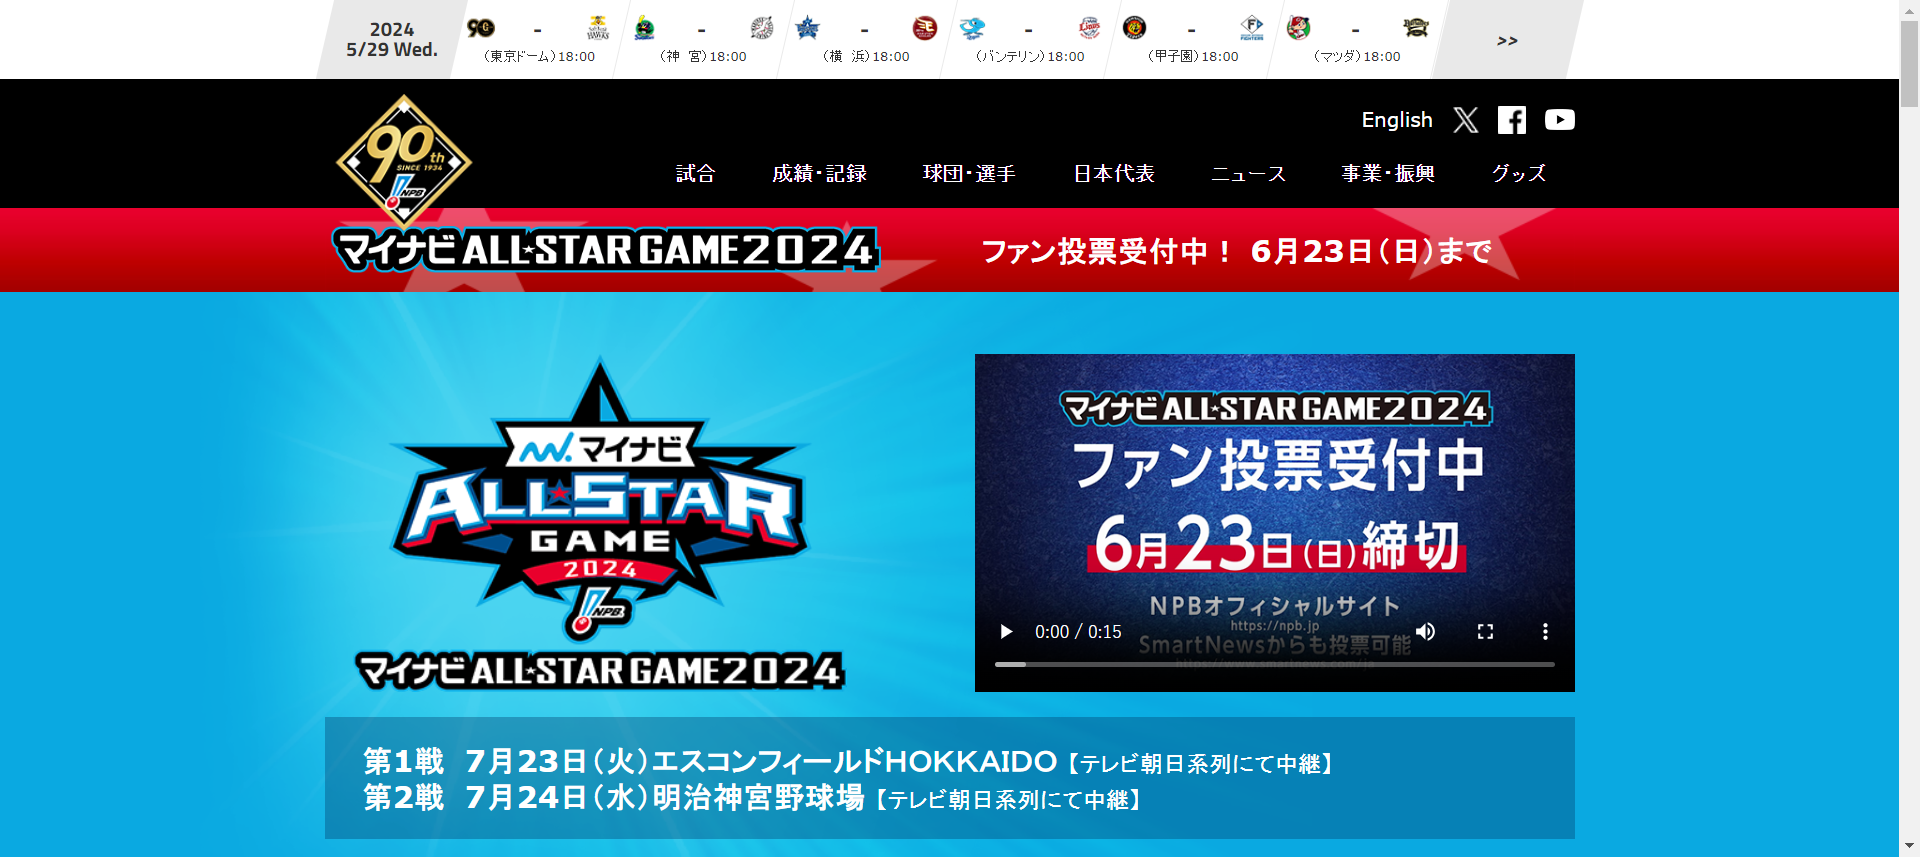 2024
5/29 Wed.
- - - - - -
（東京ドーム）18:00 （神　宮）18:00 （横　浜）18:00 （バンテリン）18:00 （甲子園）18:00 （マツダ）18:00
>>
90th
SINCE 1934
NPB
English
試合 成績・記録 球団・選手 日本代表 ニュース 事業・振興 グッズ
マイナビ ALL★STAR GAME 2024
ファン投票受付中！ 6月23日（日）まで
マイナビ
ALL★STAR
GAME
2024
NPB
マイナビ ALL★STAR GAME 2024
マイナビ ALL★STAR GAME 2024
ファン投票受付中
6月23日（日）締切
NPBオフィシャルサイト
https://npb.jp
SmartNewsからも投票可能
https://www.smartnews.com/ja
0:00 / 0:15
第1戦　7月23日（火）エスコンフィールドHOKKAIDO【テレビ朝日系列にて中継】
第2戦　7月24日（水）明治神宮野球場【テレビ朝日系列にて中継】